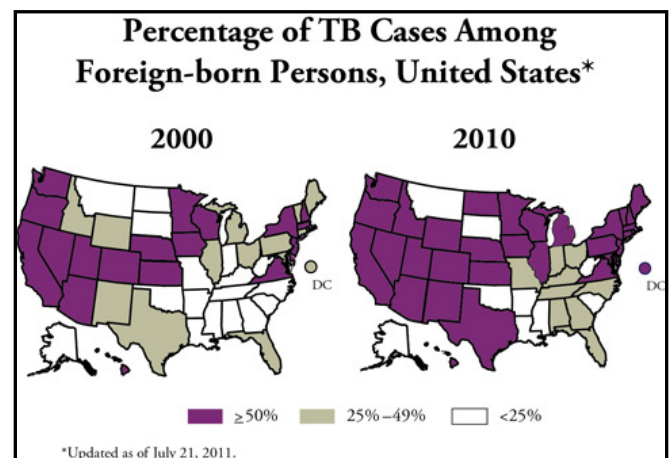 Percentage of TB Cases Among
Foreign-born Persons, United States*
2000
2010
DC
DC
≥50%
25%–49%
<25%
*Updated as of July 21, 2011.